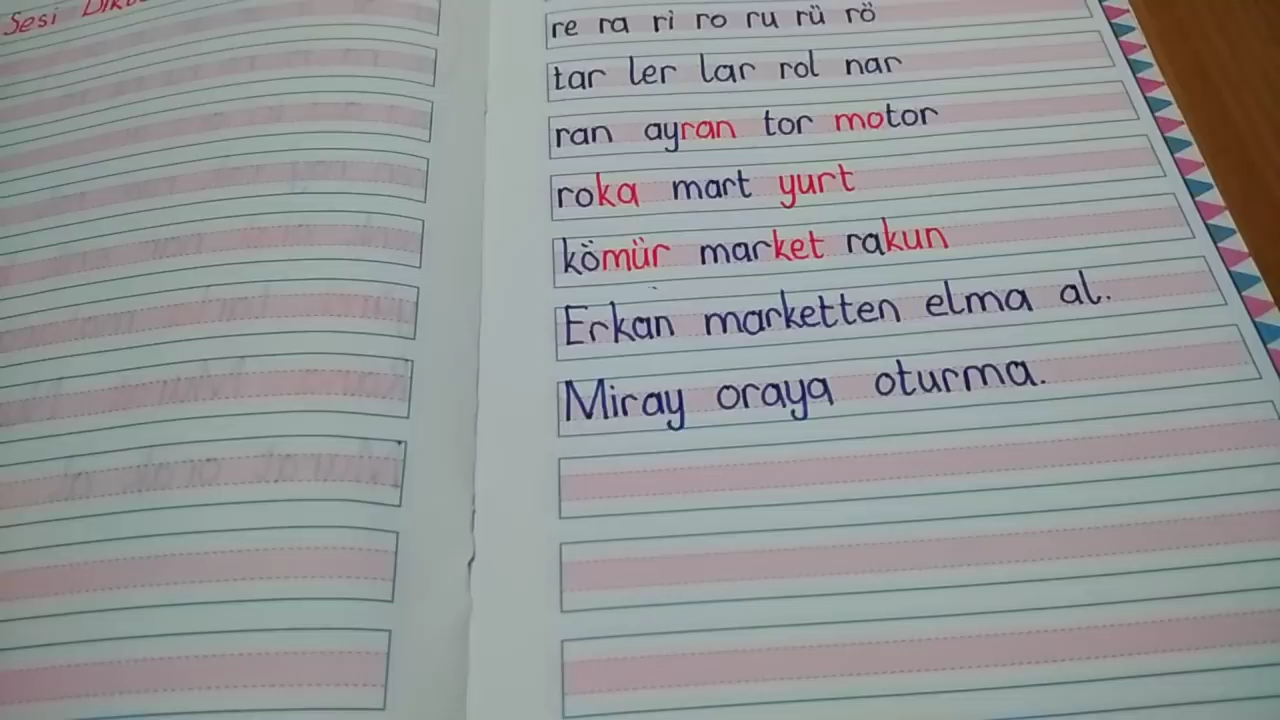 Sesi
re ra ri ro ru rü rö
tar ler lar rol nar
ran ayran tor motor
roka mart yurt
kömür market rakun
Erkan marketten elma al.
Miray oraya oturma.